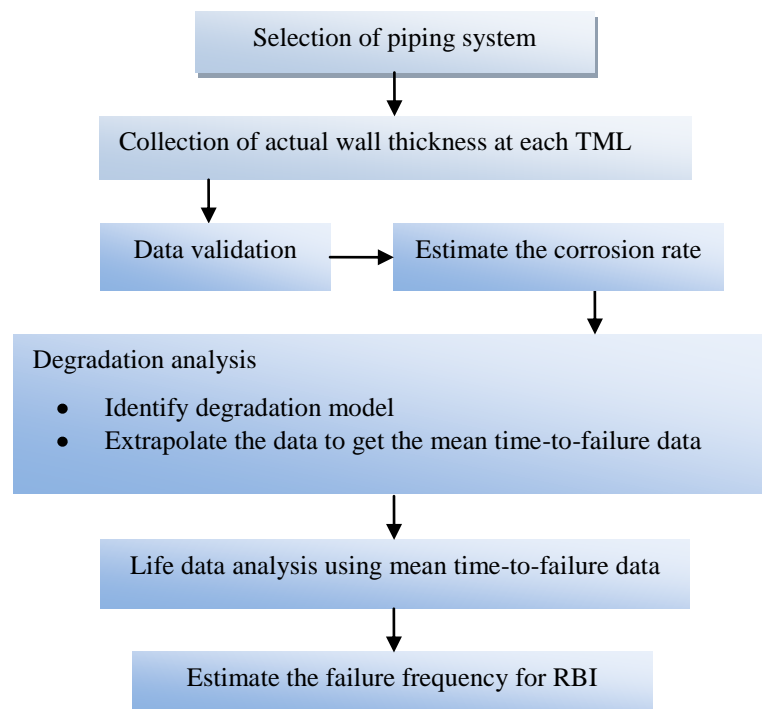 Selection of piping system
Collection of actual wall thickness at each TML
Data validation
Estimate the corrosion rate
Degradation analysis
• Identify degradation model
• Extrapolate the data to get the mean time-to-failure data
Life data analysis using mean time-to-failure data
Estimate the failure frequency for RBI